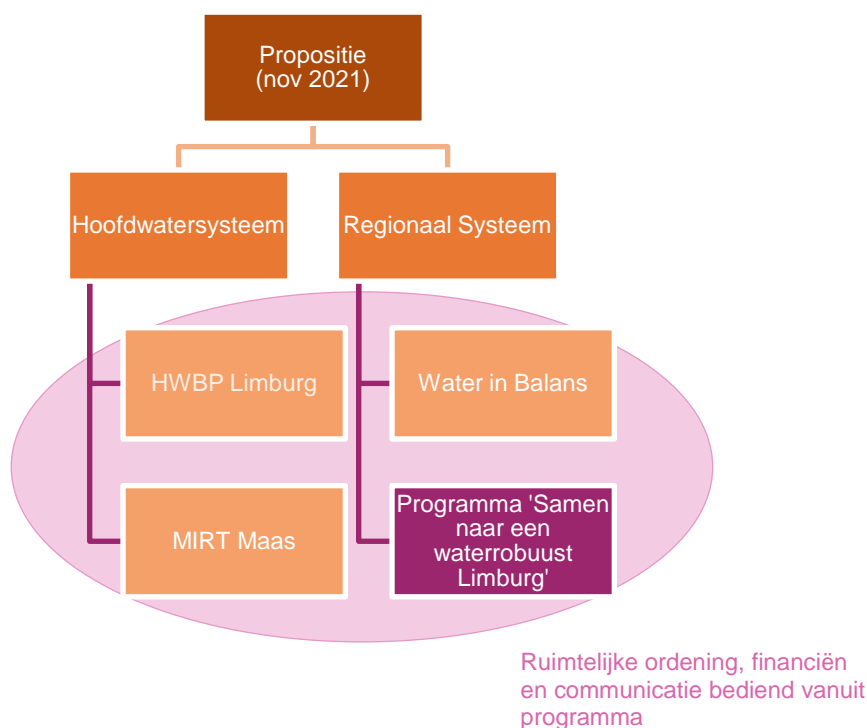 Propositie
(nov 2021)
Hoofdwatersysteem
Regionaal Systeem
HWBP Limburg
Water in Balans
MIRT Maas
Programma 'Samen
naar een
waterrobuust
Limburg'
Ruimtelijke ordening, financiën
en communicatie bediend vanuit
programma